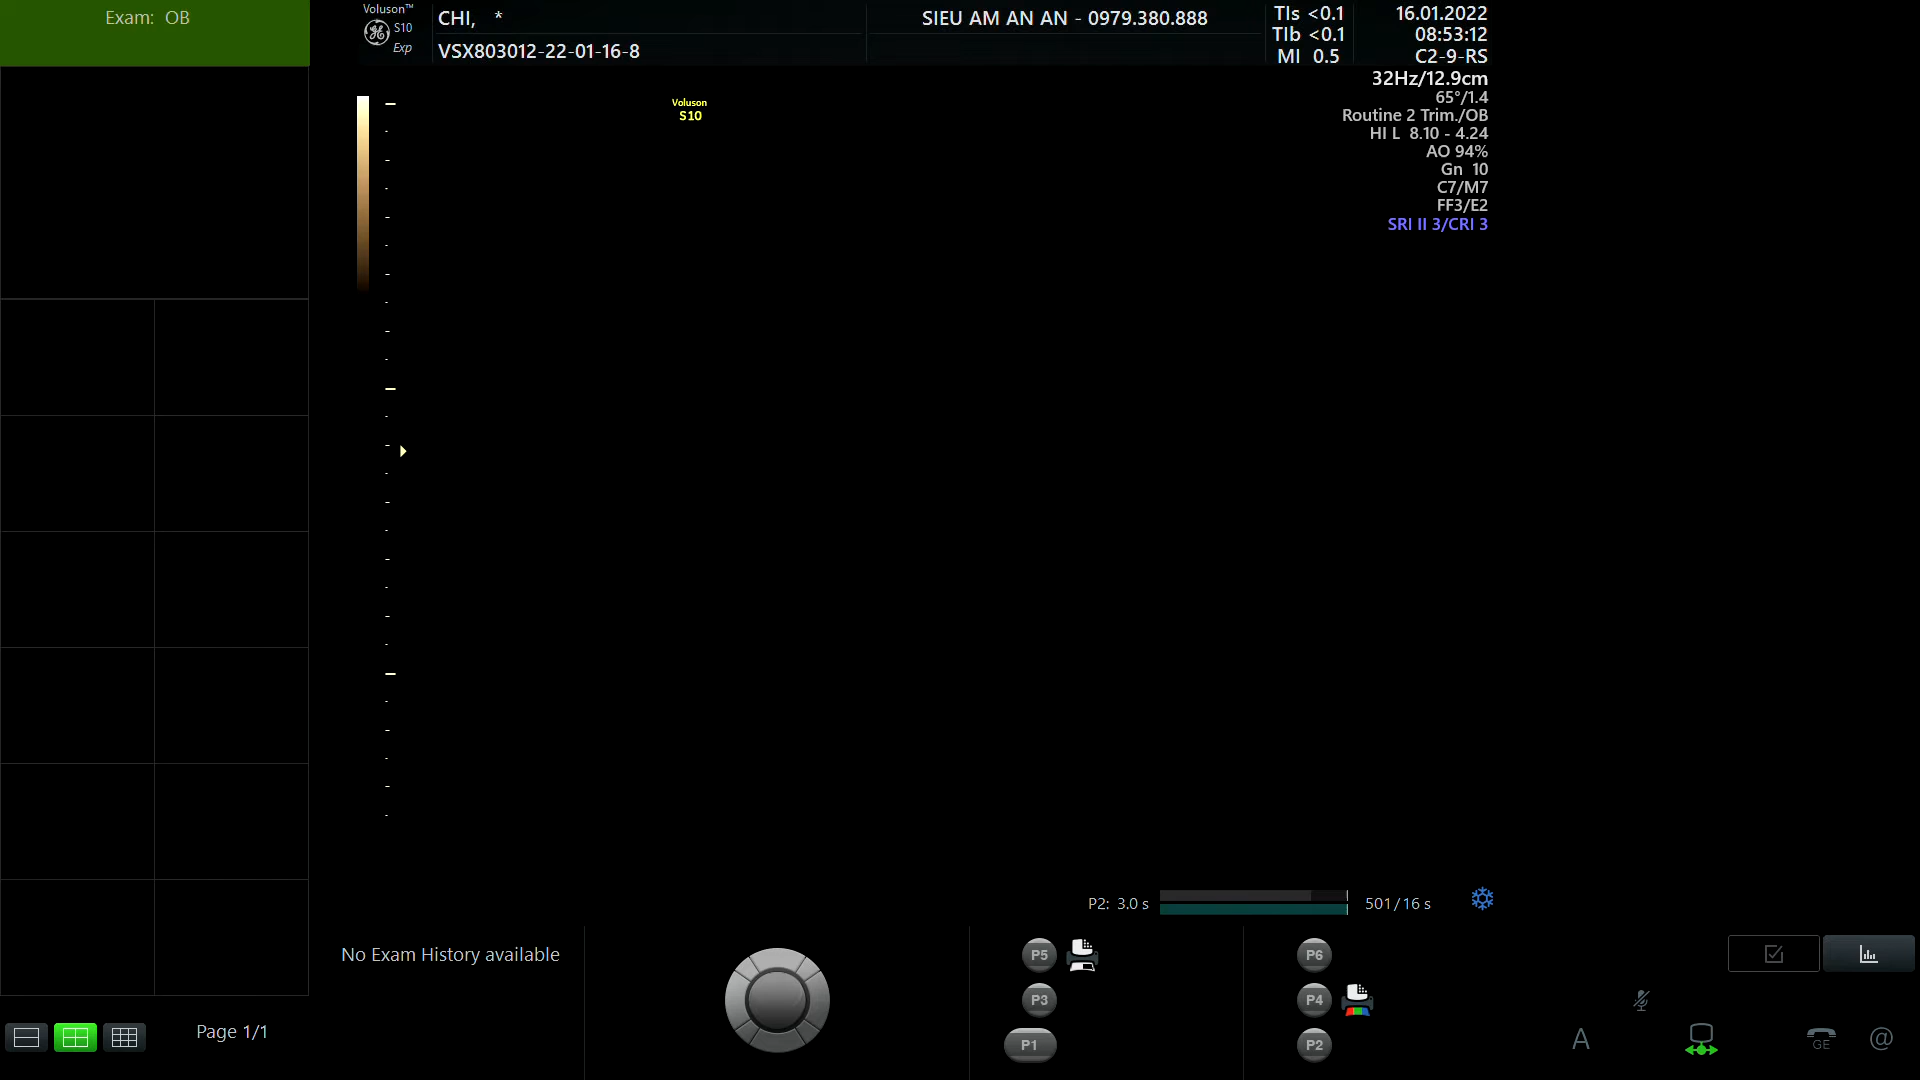 Exam: OB
Voluson™
S10
Exp
CHI, *
VSX803012-22-01-16-8
SIEU AM AN AN - 0979.380.888
TIs <0.1
TIb <0.1
MI 0.5
16.01.2022
08:53:12
C2-9-RS
32Hz/12.9cm
65°/1.4
Routine 2 Trim./OB
HI L 8.10 - 4.24
AO 94%
Gn 10
C7/M7
FF3/E2
SRI II 3/CRI 3
Voluson
S10
P2: 3.0 s
501/16 s
No Exam History available
P5
P3
P1
P6
P4
P2
Page 1/1
A
GE
@